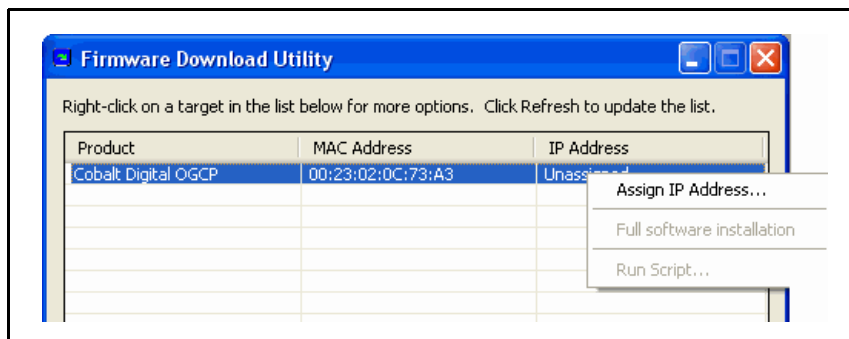 Firmware Download Utility
Right-click on a target in the list below for more options. Click Refresh to update the list.
Product MAC Address IP Address
Cobalt Digital OGCP 00:23:02:0C:73:A3 Unassigned
Assign IP Address...
Full software installation
Run Script...